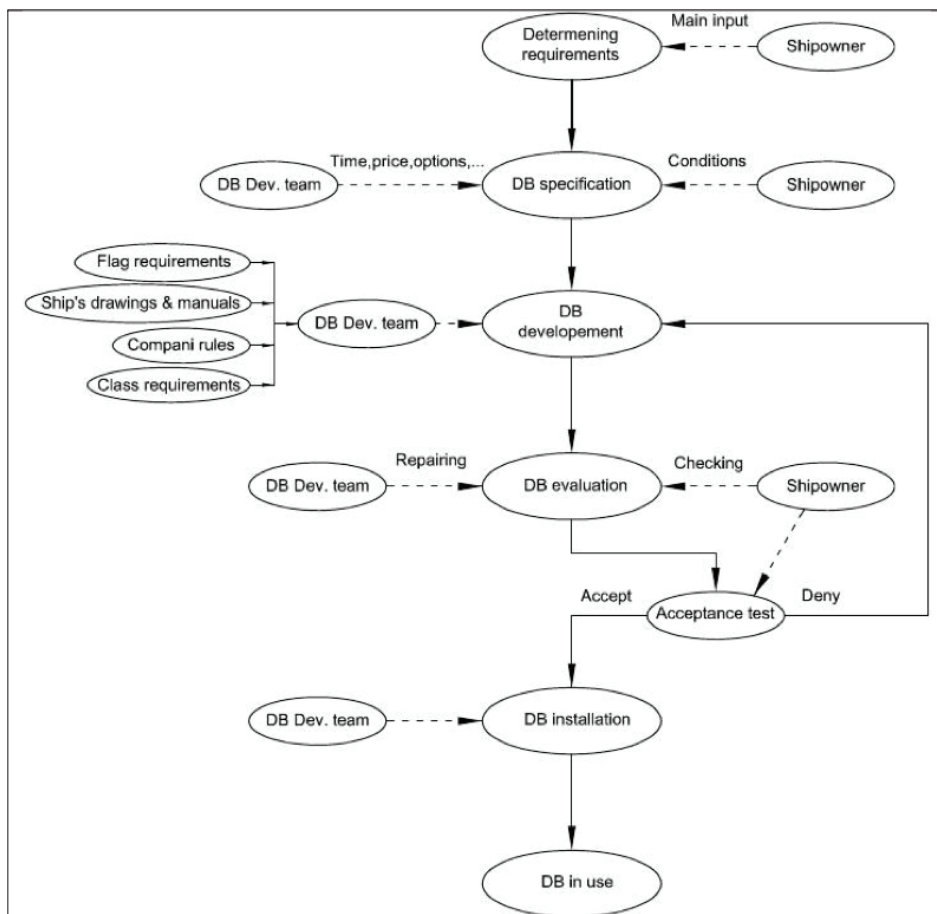 Determening
requirements
Main input
Shipowner
DB Dev. team
Time,price,options,...
DB specification
Conditions
Shipowner
Flag requirements
Ship's drawings & manuals
Compani rules
Class requirements
DB Dev. team
DB
developement
DB Dev. team
Repairing
DB evaluation
Checking
Shipowner
Accept
Acceptance test
Deny
DB Dev. team
DB installation
DB in use